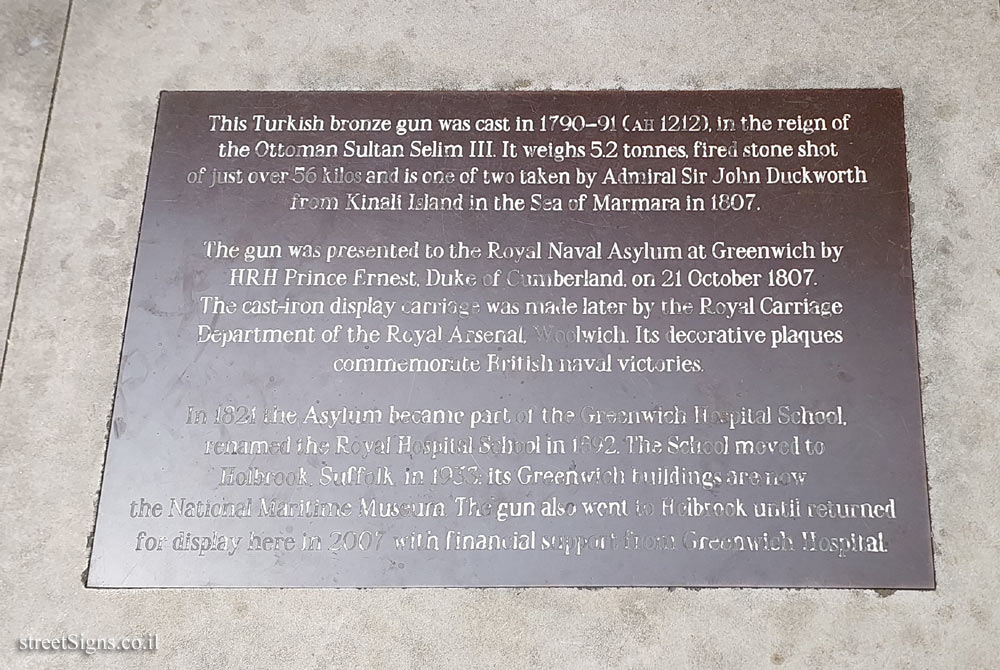 This Turkish bronze gun was cast in 1790–91 (AH 1212), in the reign of
the Ottoman Sultan Selim III. It weighs 5.2 tonnes, fired stone shot
of just over 56 kilos and is one of two taken by Admiral Sir John Duckworth
from Kinali Island in the Sea of Marmara in 1807.
The gun was presented to the Royal Naval Asylum at Greenwich by
HRH Prince Ernest, Duke of Cumberland, on 21 October 1807.
The cast-iron display carriage was made later by the Royal Carriage
Department of the Royal Arsenal, Woolwich. Its decorative plaques
commemorate British naval victories.
In 1821 the Asylum became part of the Greenwich Hospital School,
renamed the Royal Hospital School in 1892. The School moved to
Holbrook, Suffolk, in 1933; its Greenwich buildings are now
the National Maritime Museum. The gun also went to Holbrook until returned
for display here in 2007 with financial support from Greenwich Hospital.
streetSigns.co.il